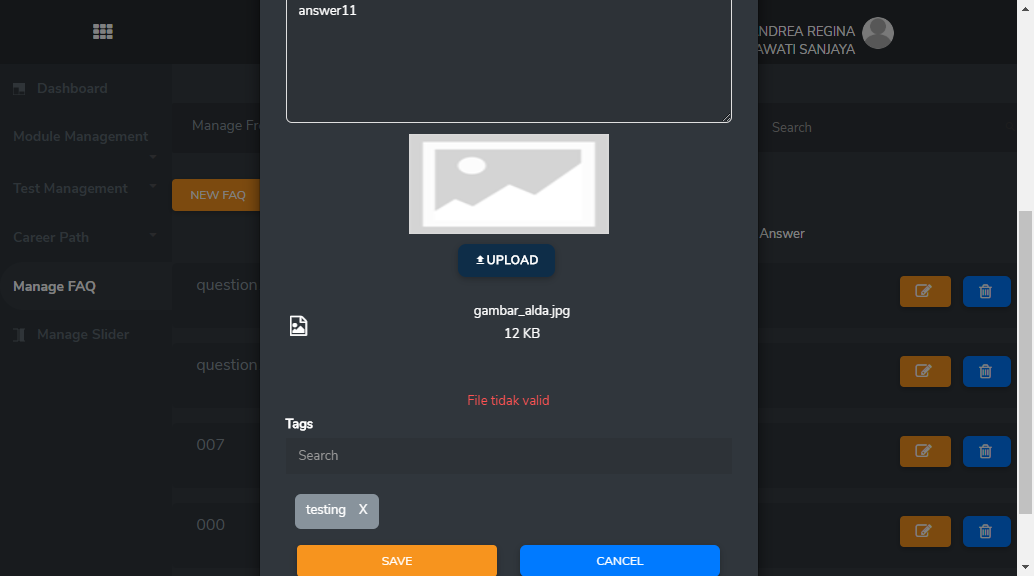 answer11
NDREA REGINA
AWATI SANJAYA
Dashboard
Module Management
Test Management
Career Path
Manage FAQ
Manage Slider
Manage Fr
Search
NEW FAQ
Answer
question
question
007
000
UPLOAD
gambar_alda.jpg
12 KB
File tidak valid
Tags
Search
testing X
SAVE
CANCEL